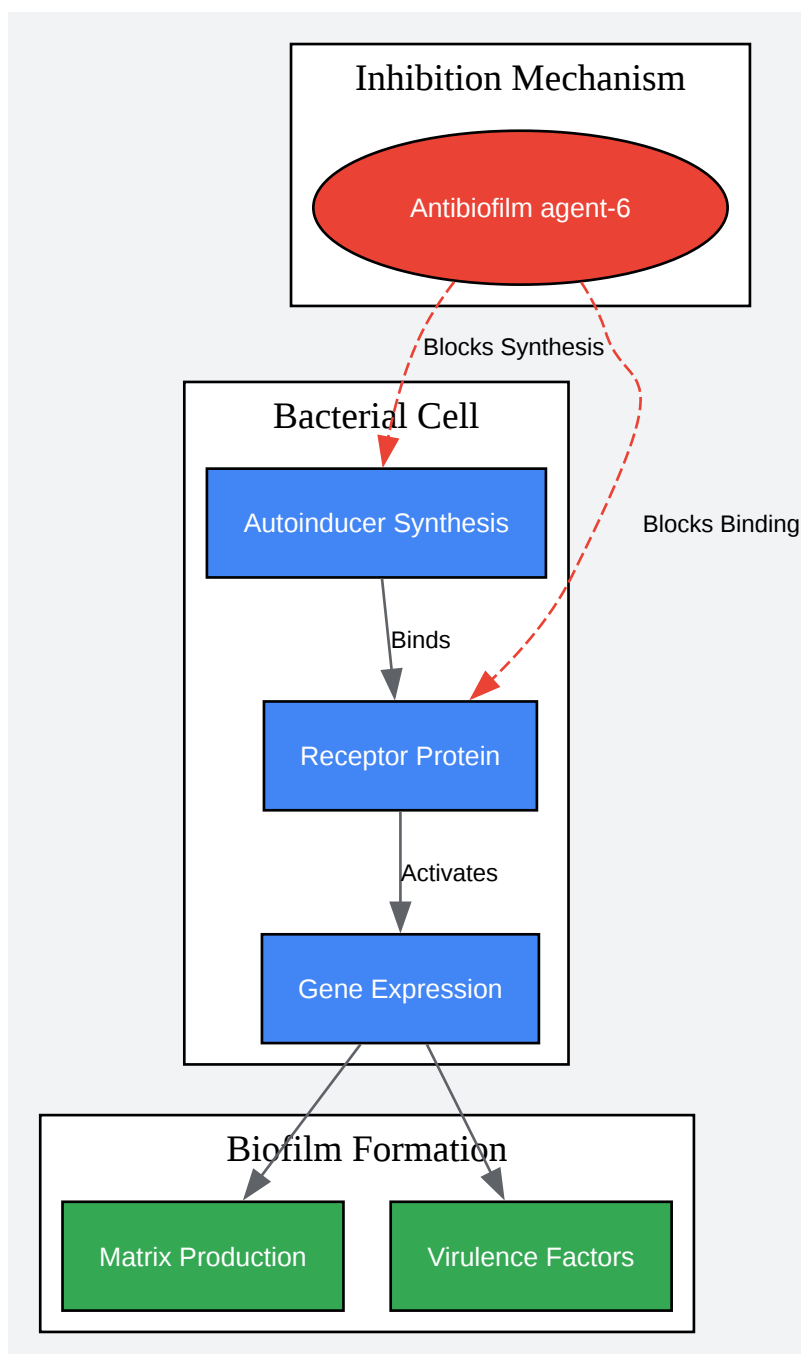 Inhibition Mechanism
Antibiofilm agent-6
Blocks Synthesis
Bacterial Cell
Autoinducer Synthesis
Blocks Binding
Binds
Receptor Protein
Activates
Gene Expression
Biofilm Formation
Matrix Production
Virulence Factors